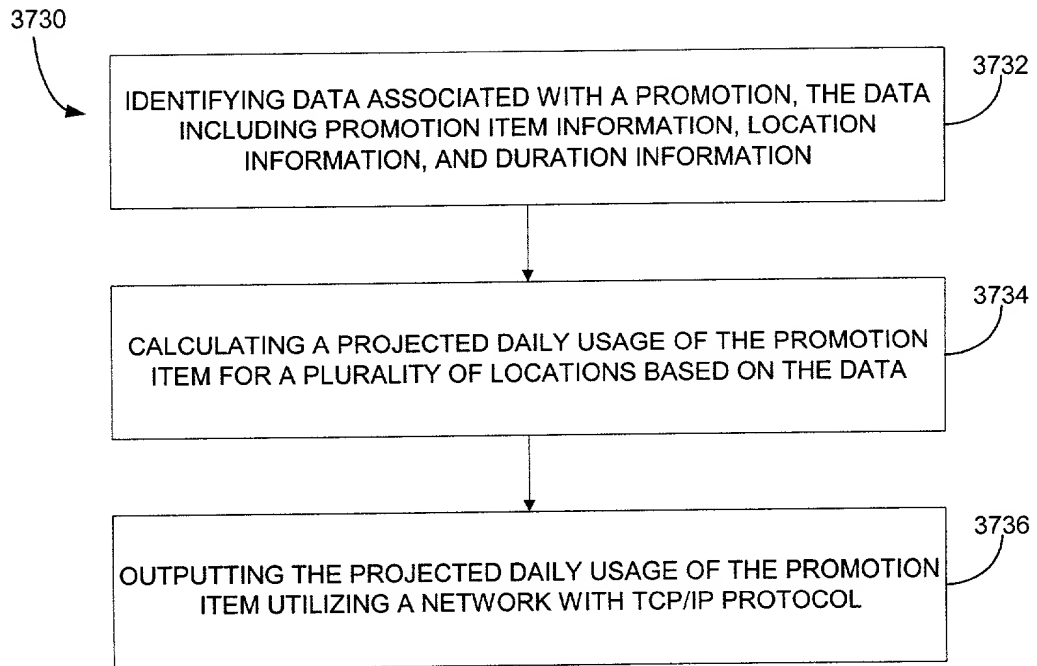 3730
3732
IDENTIFYING DATA ASSOCIATED WITH A PROMOTION, THE DATA
INCLUDING PROMOTION ITEM INFORMATION, LOCATION
INFORMATION, AND DURATION INFORMATION
3734
CALCULATING A PROJECTED DAILY USAGE OF THE PROMOTION
ITEM FOR A PLURALITY OF LOCATIONS BASED ON THE DATA
3736
OUTPUTTING THE PROJECTED DAILY USAGE OF THE PROMOTION
ITEM UTILIZING A NETWORK WITH TCP/IP PROTOCOL